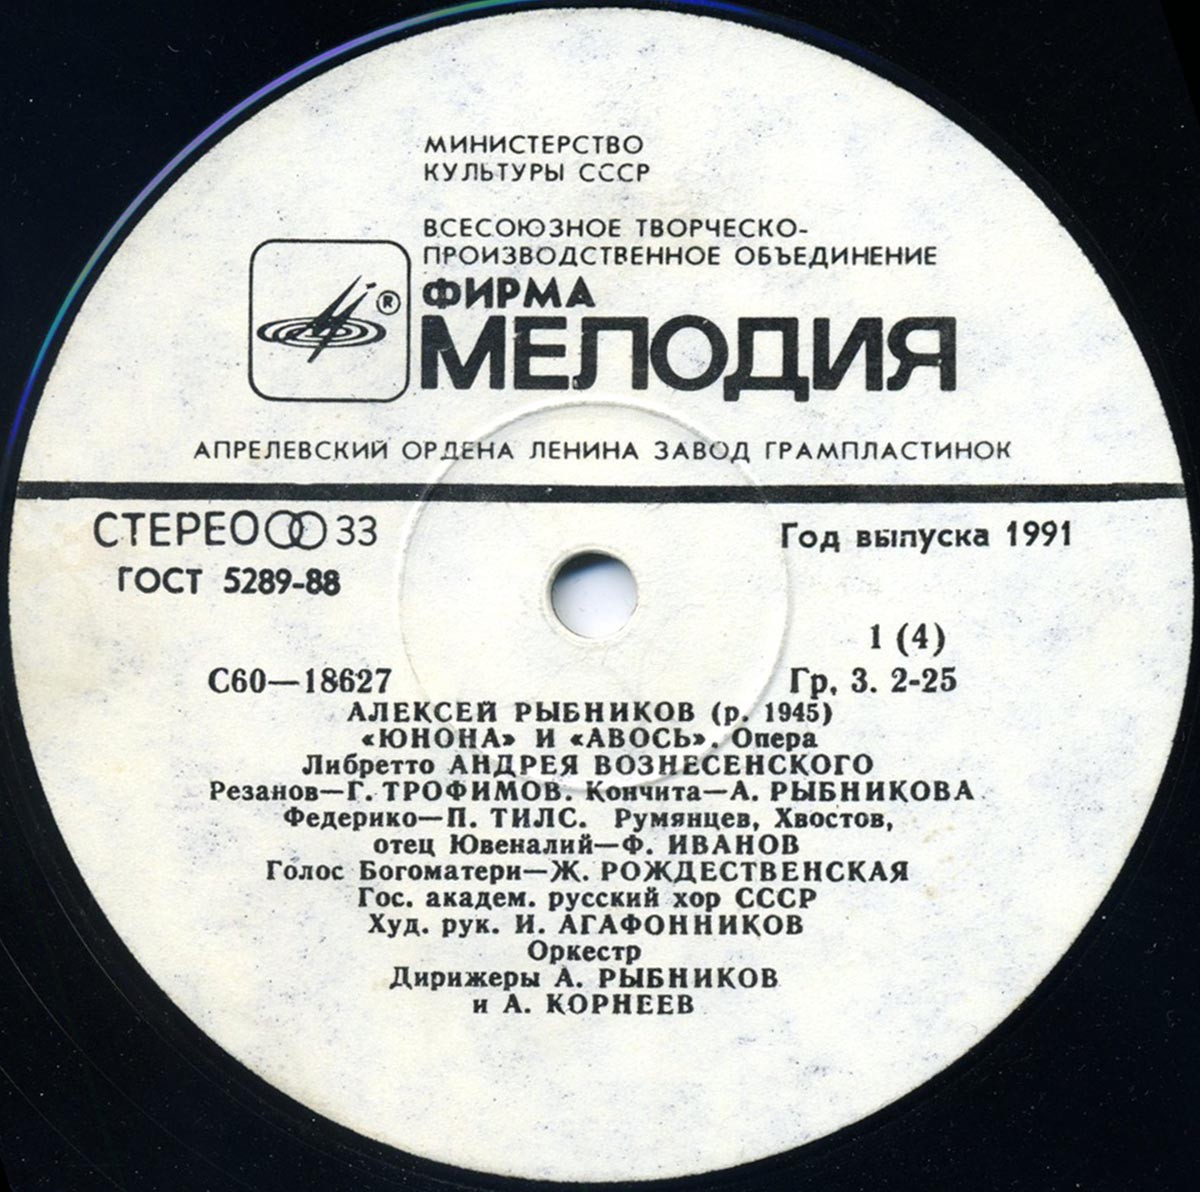 МИНИСТЕРСТВО
КУЛЬТУРЫ СССР
ВСЕСОЮЗНОЕ ТВОРЧЕСКО-
ПРОИЗВОДСТВЕННОЕ ОБЪЕДИНЕНИЕ
®
ФИРМА
МЕЛОДИЯ
АПРЕЛЕВСКИЙ ОРДЕНА ЛЕНИНА ЗАВОД ГРАМПЛАСТИНОК
СТЕРЕО 33
Год выпуска 1991
ГОСТ 5289-88
1 (4)
С60—18627
Гр. 3. 2-25
АЛЕКСЕЙ РЫБНИКОВ (р. 1945)
«ЮНОНА» И «АВОСЬ». Опера
Либретто АНДРЕЯ ВОЗНЕСЕНСКОГО
Резанов—Г. ТРОФИМОВ. Кончита—А. РЫБНИКОВА
Федерико—П. ТИЛС. Румянцев, Хвостов,
отец Ювеналий—Ф. ИВАНОВ
Голос Богоматери—Ж. РОЖДЕСТВЕНСКАЯ
Гос. академ. русский хор СССР
Худ. рук. И. АГАФОННИКОВ
Оркестр
Дирижеры А. РЫБНИКОВ
и А. КОРНЕЕВ